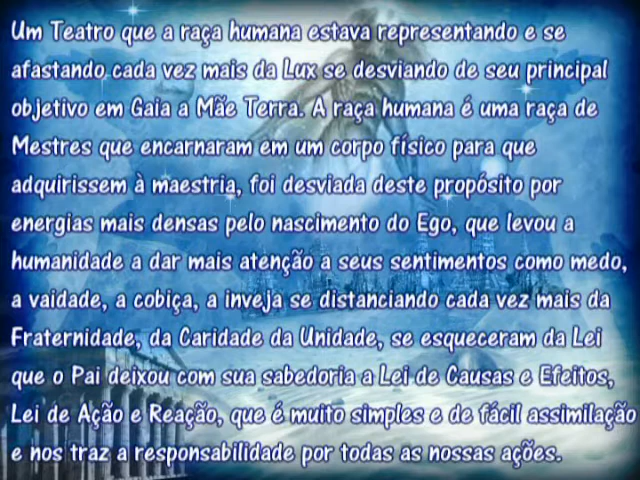 Um Teatro que a raça humana estava representando e se
afastando cada vez mais da Lux se desviando de seu principal
objetivo em Gaia a Mãe Terra. A raça humana é uma raça de
Mestres que encarnaram em um corpo físico para que
adquirissem à maestria, foi desviada deste propósito por
energias mais densas pelo nascimento do Ego, que levou a
humanidade a dar mais atenção a seus sentimentos como medo,
a vaidade, a cobiça, a inveja se distanciando cada vez mais da
Fraternidade, da Caridade da Unidade, se esqueceram da Lei
que o Pai deixou com sua sabedoria a Lei de Causas e Efeitos,
Lei de Ação e Reação, que é muito simples e de fácil assimilação
e nos traz a responsabilidade por todas as nossas ações.